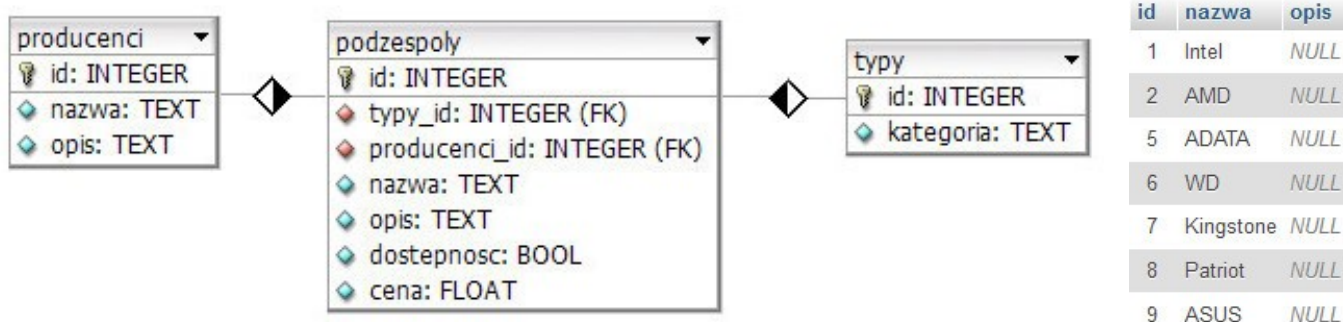 producenci
id: INTEGER
nazwa: TEXT
opis: TEXT
podzespoly
id: INTEGER
typy_id: INTEGER (FK)
producenci_id: INTEGER (FK)
nazwa: TEXT
opis: TEXT
dostepnosc: BOOL
cena: FLOAT
typy
id: INTEGER
kategoria: TEXT
id nazwa opis
1 Intel NULL
2 AMD NULL
5 ADATA NULL
6 WD NULL
7 Kingstone NULL
8 Patriot NULL
9 ASUS NULL